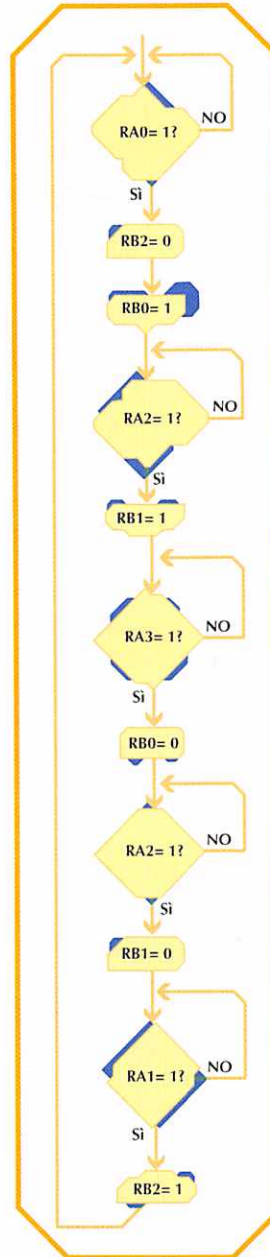 RA0= 1?
NO
Sì
RB2= 0
RB0= 1
RA2= 1?
NO
Sì
RB1= 1
RA3= 1?
NO
Sì
RB0= 0
RA2= 1?
NO
Sì
RB1= 0
RA1= 1?
NO
Sì
RB2= 1